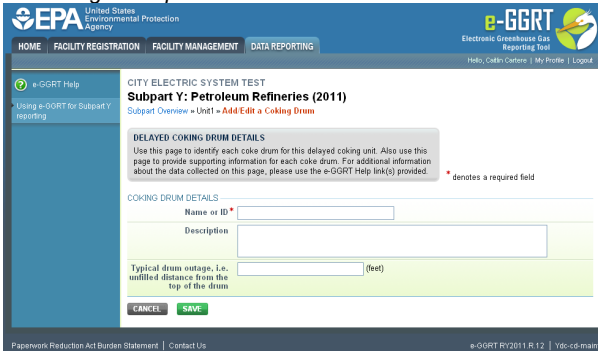 EPA United States
Environmental Protection
Agency
e-GGRT
Electronic Greenhouse Gas
Reporting Tool
HOME FACILITY REGISTRATION FACILITY MANAGEMENT DATA REPORTING
Hello, Caitlin Cartere | My Profile | Logout
e-GGRT Help
Using e-GGRT for Subpart Y
reporting
CITY ELECTRIC SYSTEM TEST
Subpart Y: Petroleum Refineries (2011)
Subpart Overview » Unit1 » Add/Edit a Coking Drum
DELAYED COKING DRUM DETAILS
Use this page to identify each coke drum for this delayed coking unit. Also use this
page to provide supporting information for each coke drum. For additional information
about the data collected on this page, please use the e-GGRT Help link(s) provided.
* denotes a required field
COKING DRUM DETAILS
Name or ID *
Description
Typical drum outage, i.e.
unfilled distance from the
top of the drum
(feet)
CANCEL SAVE
Paperwork Reduction Act Burden Statement | Contact Us
e-GGRT RY2011.R.12 | Ydc-cd-main